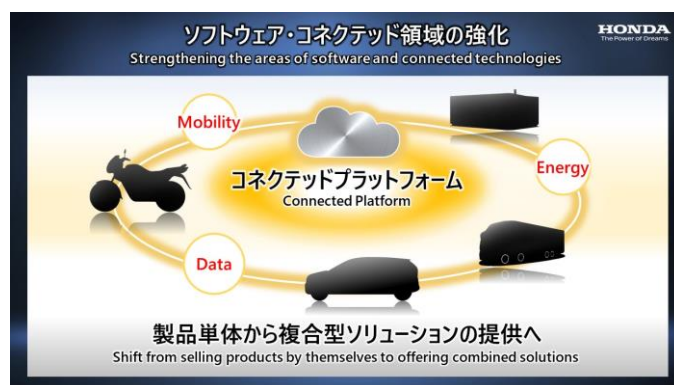 ソフトウェア・コネクテッド領域の強化
Strengthening the areas of software and connected technologies
HONDA
The Power of Dreams
Mobility
コネクテッドプラットフォーム
Connected Platform
Energy
Data
製品単体から複合型ソリューションの提供へ
Shift from selling products by themselves to offering combined solutions